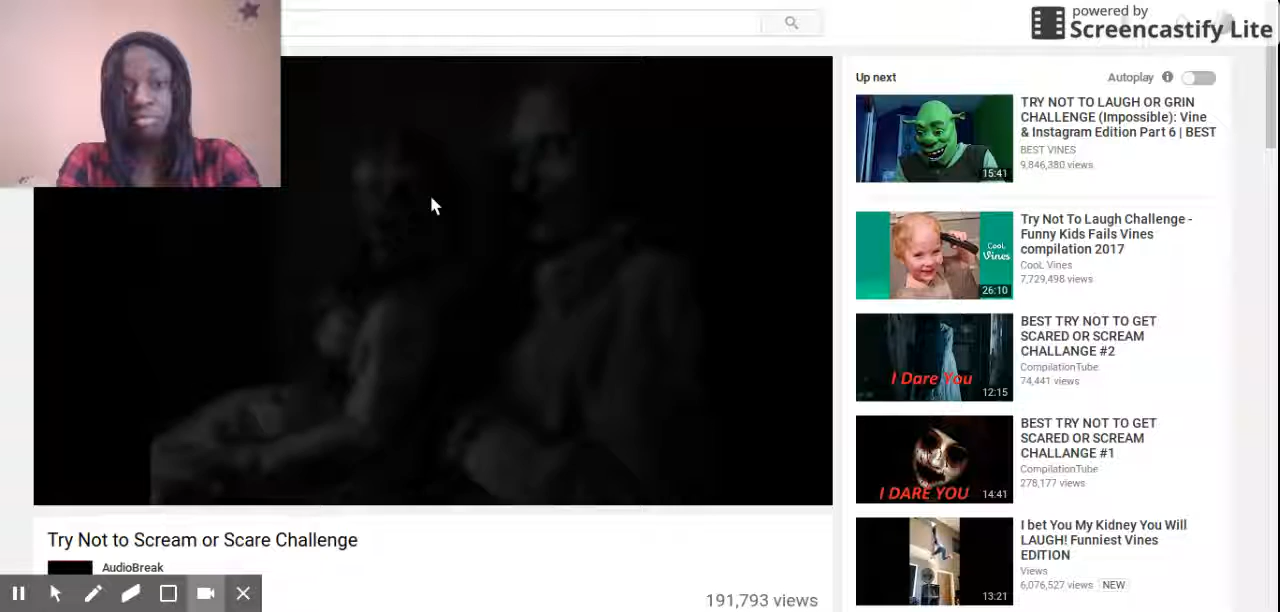 powered by
Screencastify Lite
Up next
Autoplay
TRY NOT TO LAUGH OR GRIN
CHALLENGE (Impossible): Vine
& Instagram Edition Part 6 | BEST
BEST VINES
9,846,380 views
15:41
Try Not To Laugh Challenge -
Funny Kids Fails Vines
compilation 2017
CooL Vines
7,729,498 views
CooL
Vines
26:10
BEST TRY NOT TO GET
SCARED OR SCREAM
CHALLANGE #2
CompilationTube
74,441 views
I Dare You
12:15
BEST TRY NOT TO GET
SCARED OR SCREAM
CHALLANGE #1
CompilationTube
278,177 views
I DARE YOU
14:41
I bet You My Kidney You Will
LAUGH! Funniest Vines
EDITION
Views
6,076,527 views NEW
13:21
Try Not to Scream or Scare Challenge
AudioBreak
191,793 views